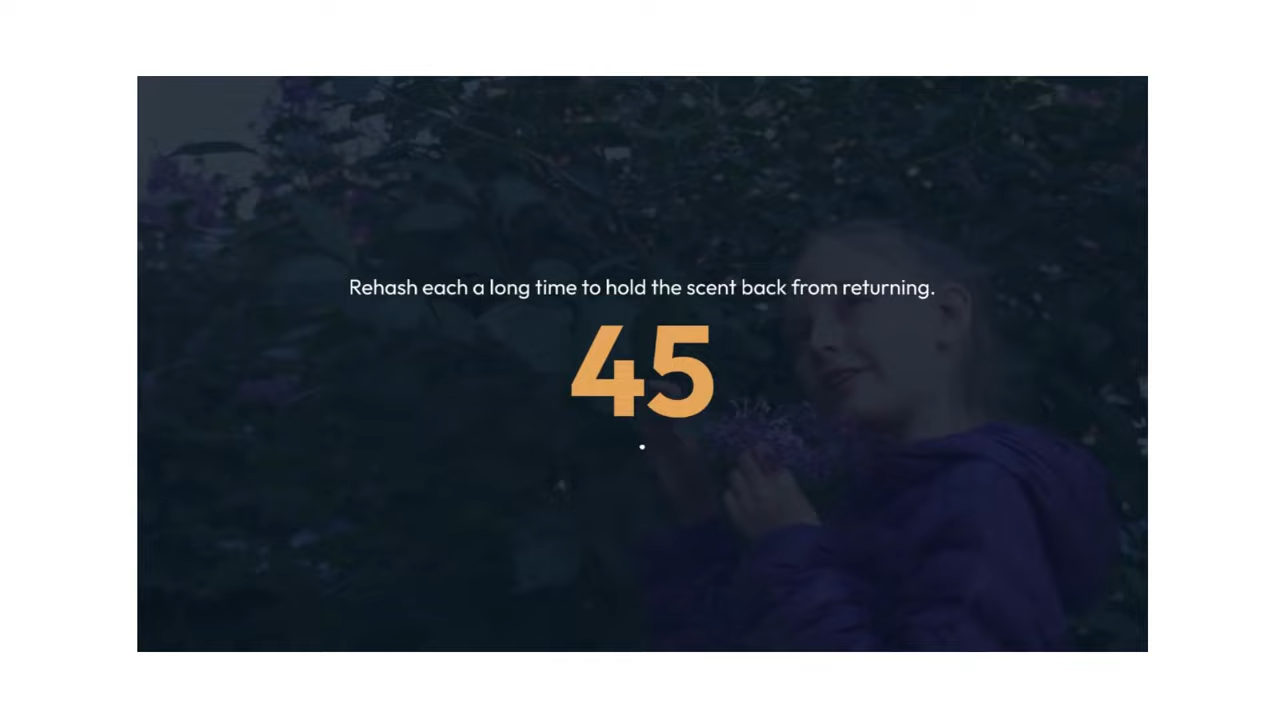 Rehash each a long time to hold the scent back from returning.
45
.